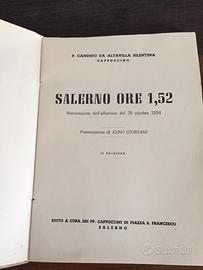 P. CANDIDO DA ALTAVILLA SILENTINA
CAPPUCCINO
SALERNO ORE 1,52
Rievocazione dell'alluvione del 26 ottobre 1954
Presentazione di IGINO GIORDANI
II EDIZIONE
EDITO A CURA DEI PP. CAPPUCCINI DI PIAZZA S. FRANCESCO
SALERNO